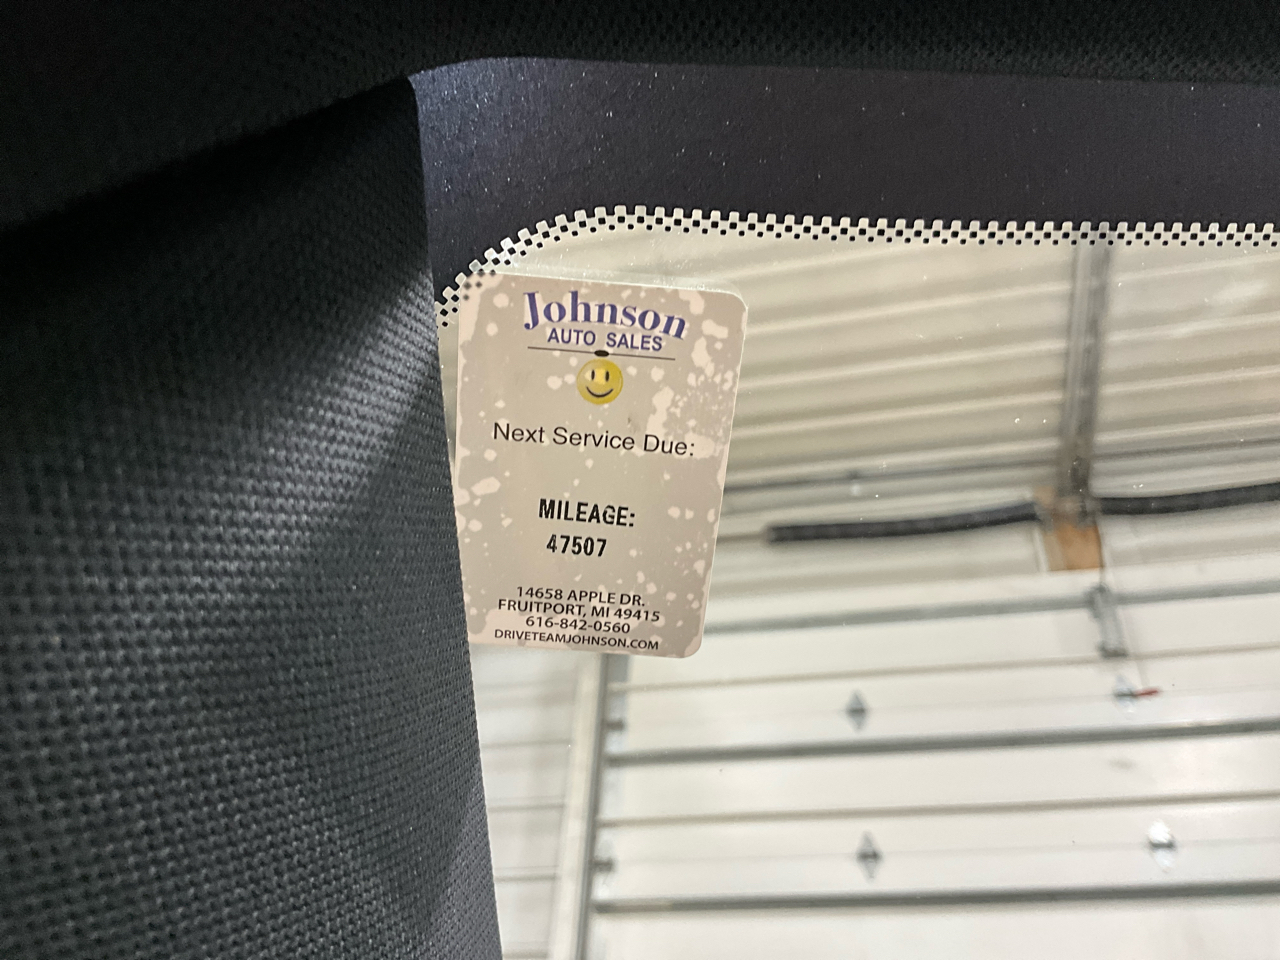 Johnson
AUTO SALES
Next Service Due:
MILEAGE:
47507
14658 APPLE DR.
FRUITPORT, MI 49415
616-842-0560
DRIVETEAMJOHNSON.COM